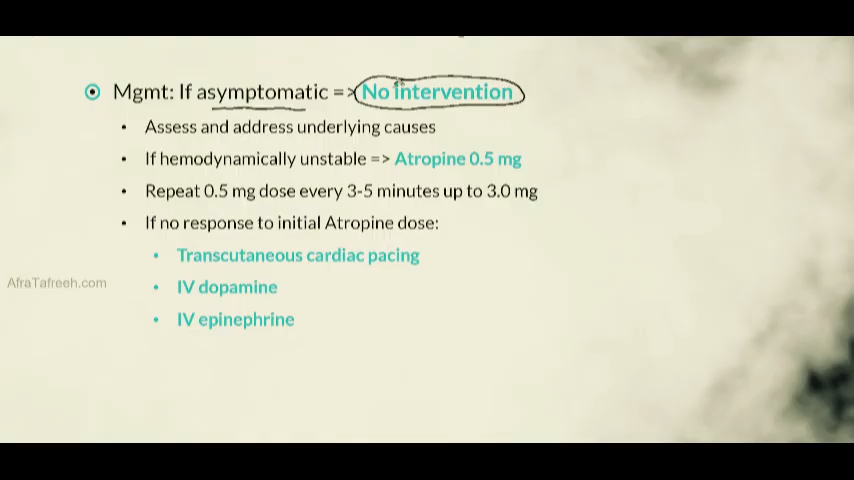 Mgmt: If asymptomatic => No intervention
• Assess and address underlying causes
• If hemodynamically unstable => Atropine 0.5 mg
• Repeat 0.5 mg dose every 3-5 minutes up to 3.0 mg
• If no response to initial Atropine dose:
• Transcutaneous cardiac pacing
AfraTafreeh.com
• IV dopamine
• IV epinephrine